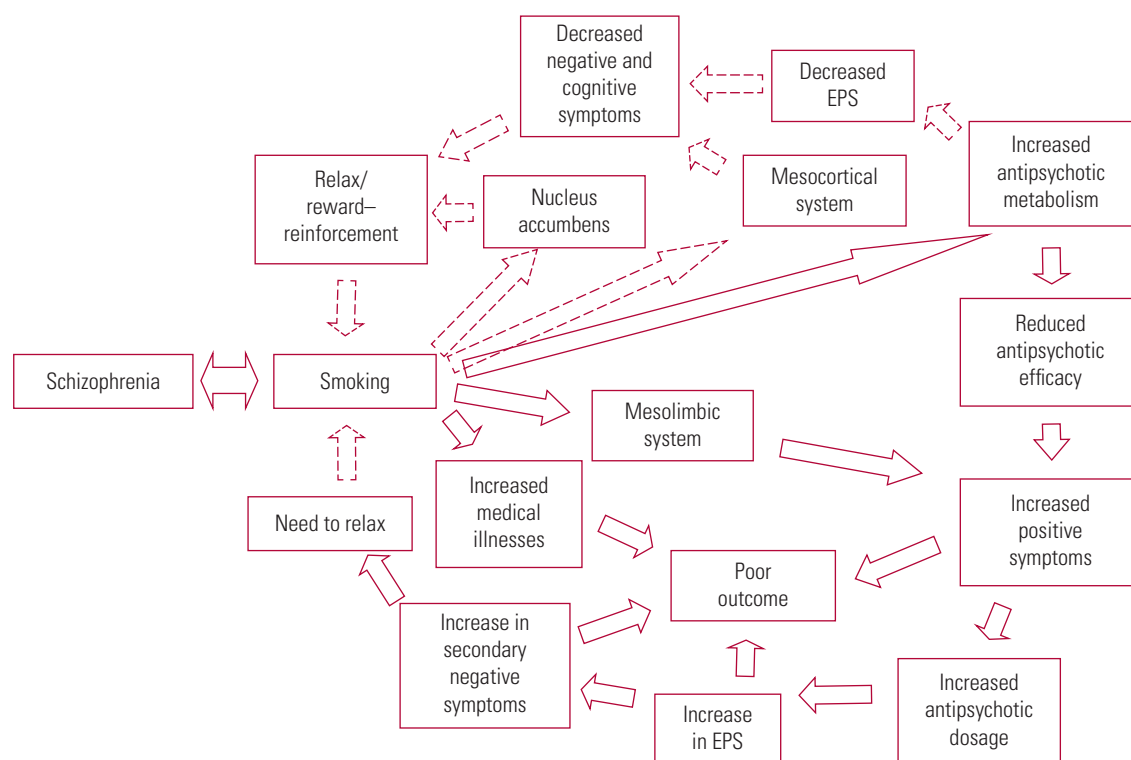 Decreased
negative and
cognitive
symptoms
Decreased
EPS
Increased
antipsychotic
metabolism
Relax/
reward–
reinforcement
Nucleus
accumbens
Mesocortical
system
Reduced
antipsychotic
efficacy
Schizophrenia
Smoking
Mesolimbic
system
Increased
medical
illnesses
Need to relax
Increased
positive
symptoms
Poor
outcome
Increase in
secondary
negative
symptoms
Increase
in EPS
Increased
antipsychotic
dosage